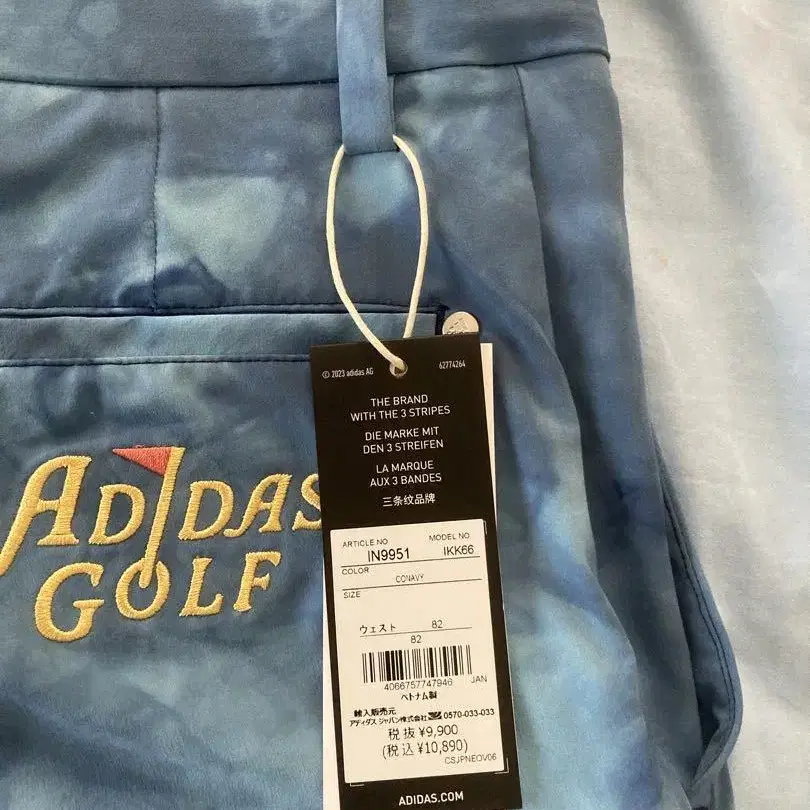 ADIDAS
GOLF
© 2023 adidas AG 62774264
THE BRAND
WITH THE 3 STRIPES
DIE MARKE MIT
DEN 3 STREIFEN
LA MARQUE
AUX 3 BANDES
三条纹品牌
ARTICLE NO MODEL NO
IN9951 IKK66
COLOR
CONAVY
SIZE
ウェスト 82
82
4066757747946 JAN
ベトナム製
輸入販売元
アディダス ジャパン株式会社 0570-033-033
税抜 ¥9,900
(税込 ¥10,890)
CSJPNEOV06
ADIDAS.COM